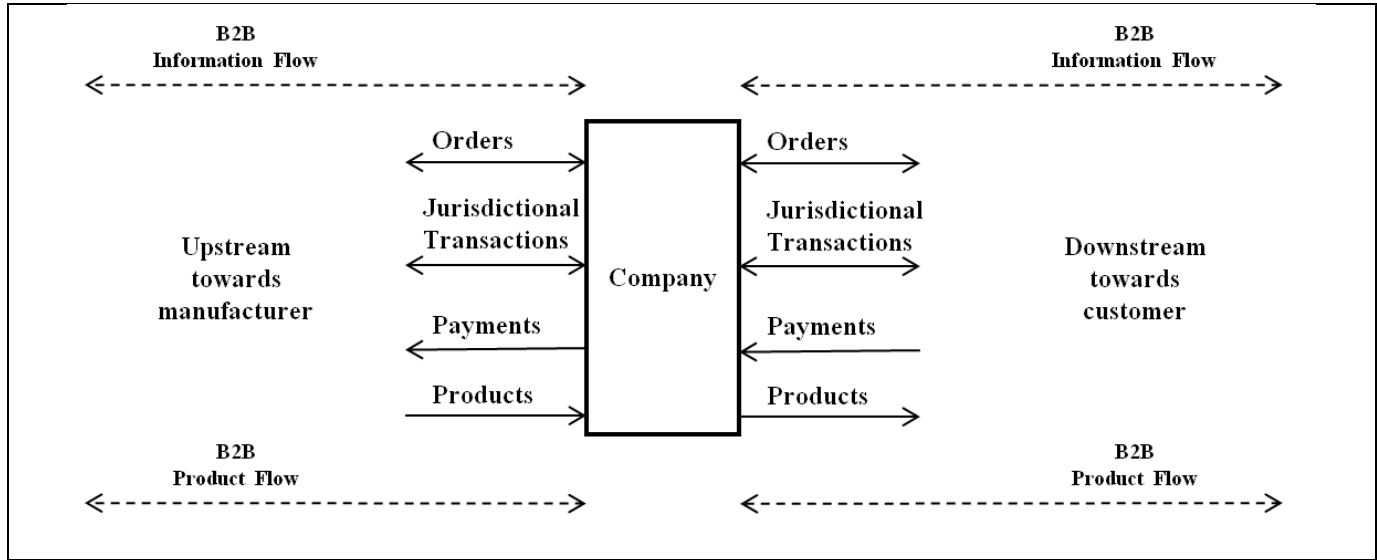 B2B
Information Flow
B2B
Information Flow
Orders
Jurisdictional
Transactions
Payments
Products
Upstream
towards
manufacturer
Company
Orders
Jurisdictional
Transactions
Payments
Products
Downstream
towards
customer
B2B
Product Flow
B2B
Product Flow